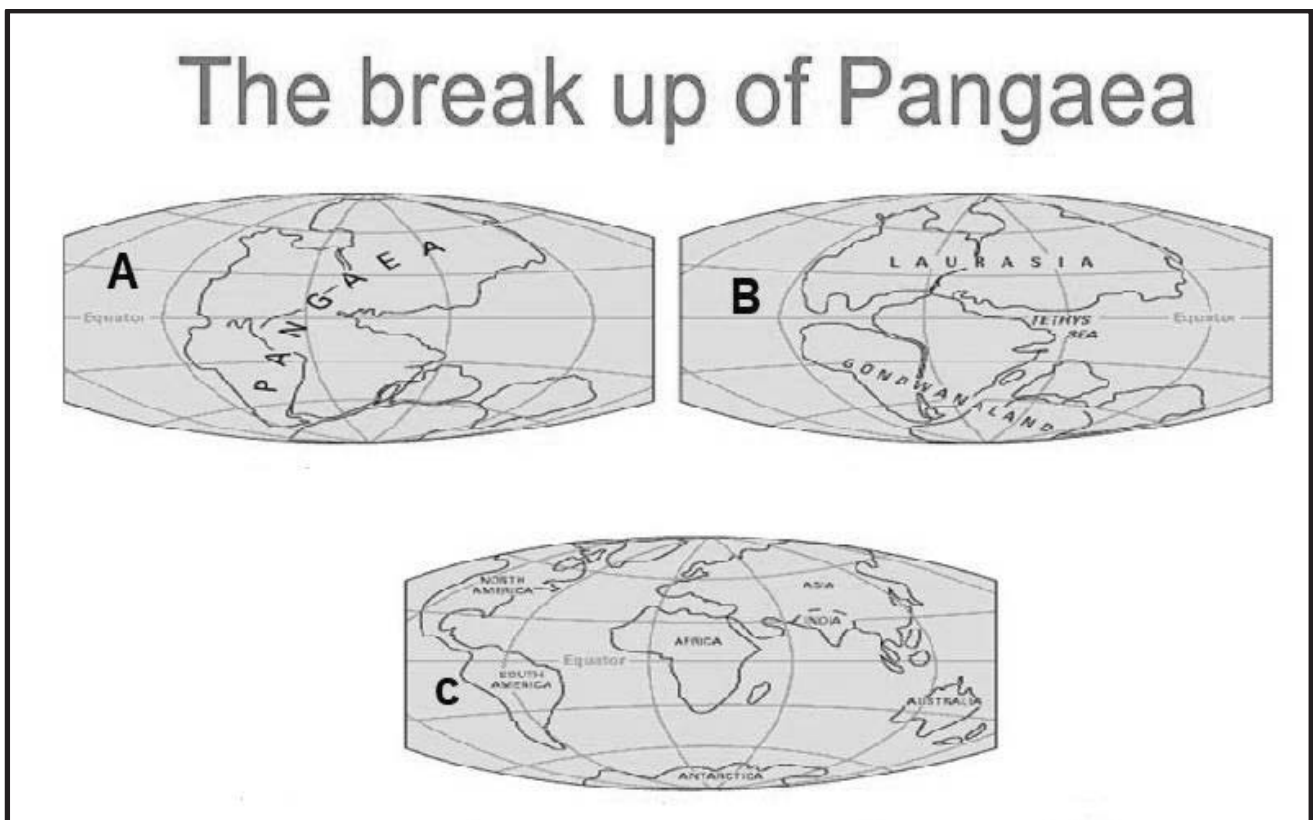 The break up of Pangaea
A
Equator
PANGAEA
B
LAURASIA
TETHYS
SEA
Equator
GONDWANALAND
C
NORTH
AMERICA
ASIA
INDIA
AFRICA
Equator
SOUTH
AMERICA
AUSTRALIA
ANTARCTICA